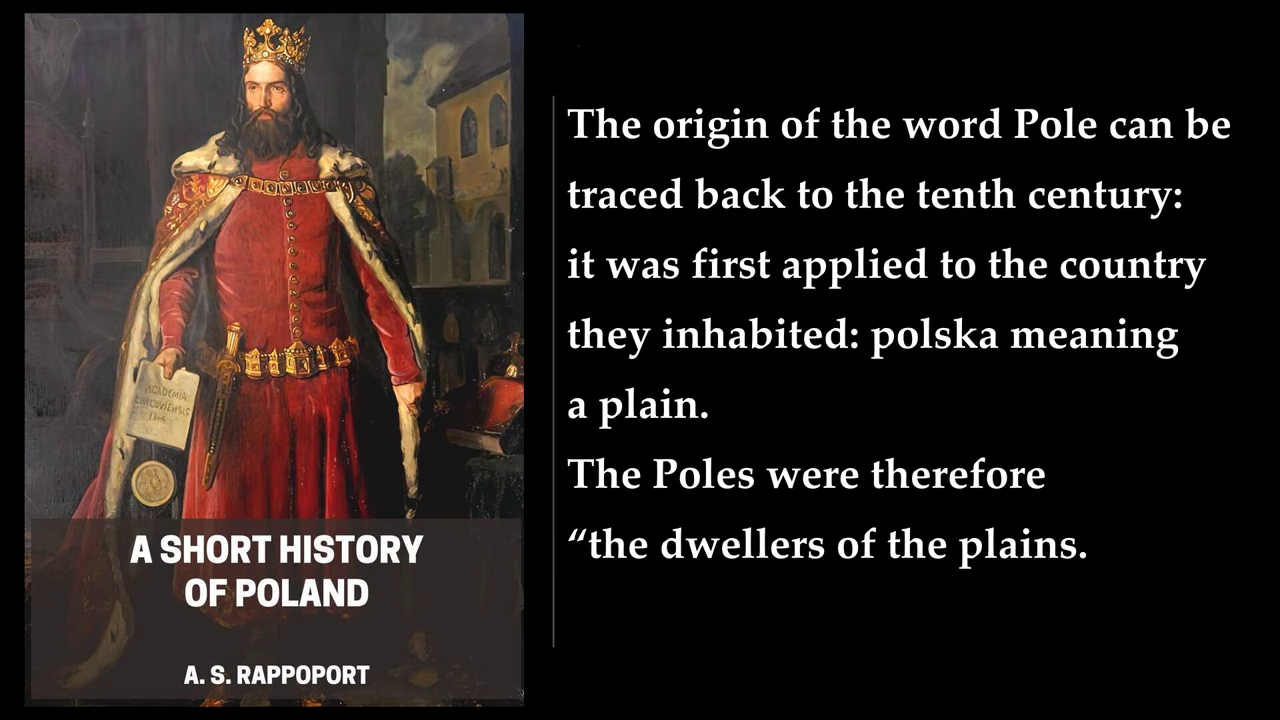 ACADEMIA
A SHORT HISTORY
OF POLAND
A. S. RAPPOPORT
The origin of the word Pole can be
traced back to the tenth century:
it was first applied to the country
they inhabited: polska meaning
a plain.
The Poles were therefore
“the dwellers of the plains.